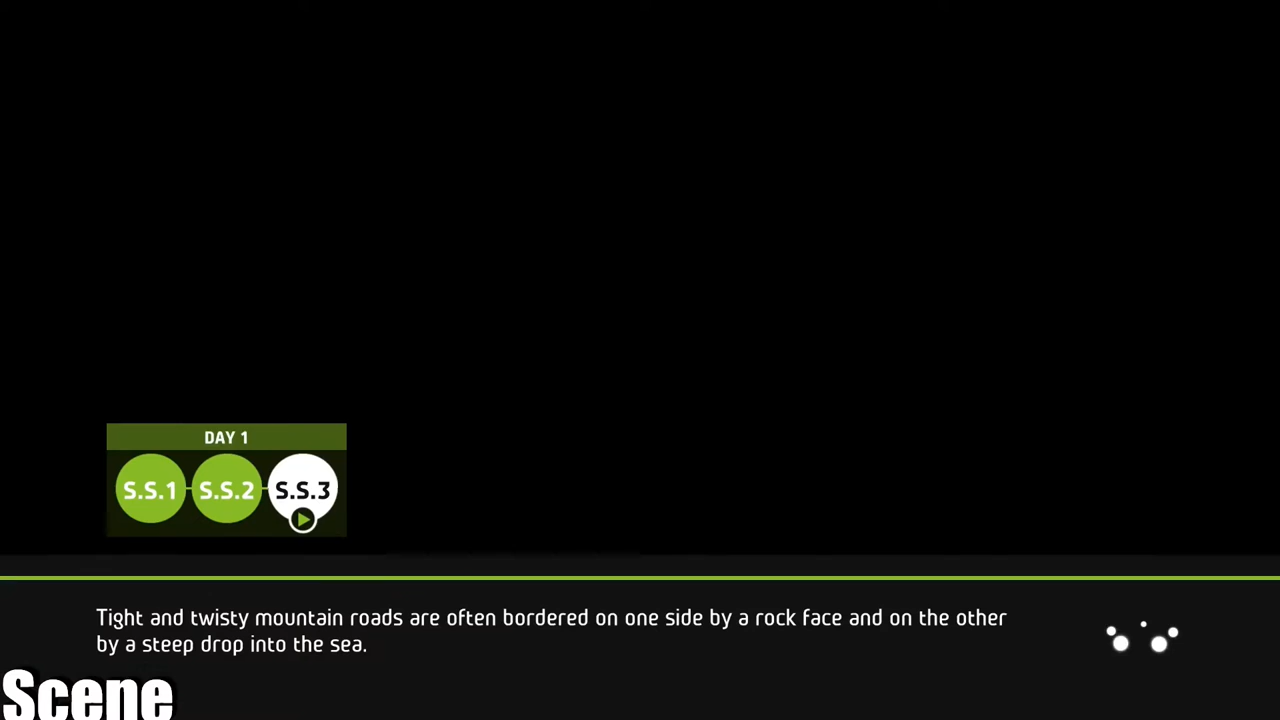 DAY 1
S.S.1 S.S.2 S.S.3
Tight and twisty mountain roads are often bordered on one side by a rock face and on the other
by a steep drop into the sea.
Scene